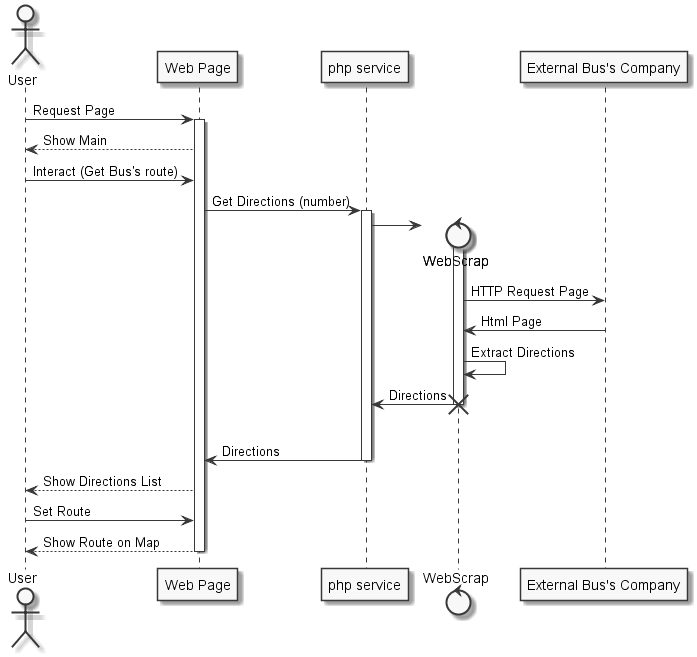 User
Web Page
php service
External Bus's Company
Request Page
Show Main
Interact (Get Bus's route)
Get Directions (number)
WebScrap
HTTP Request Page
Html Page
Extract Directions
Directions
Directions
Show Directions List
Set Route
Show Route on Map
User
Web Page
php service
WebScrap
External Bus's Company